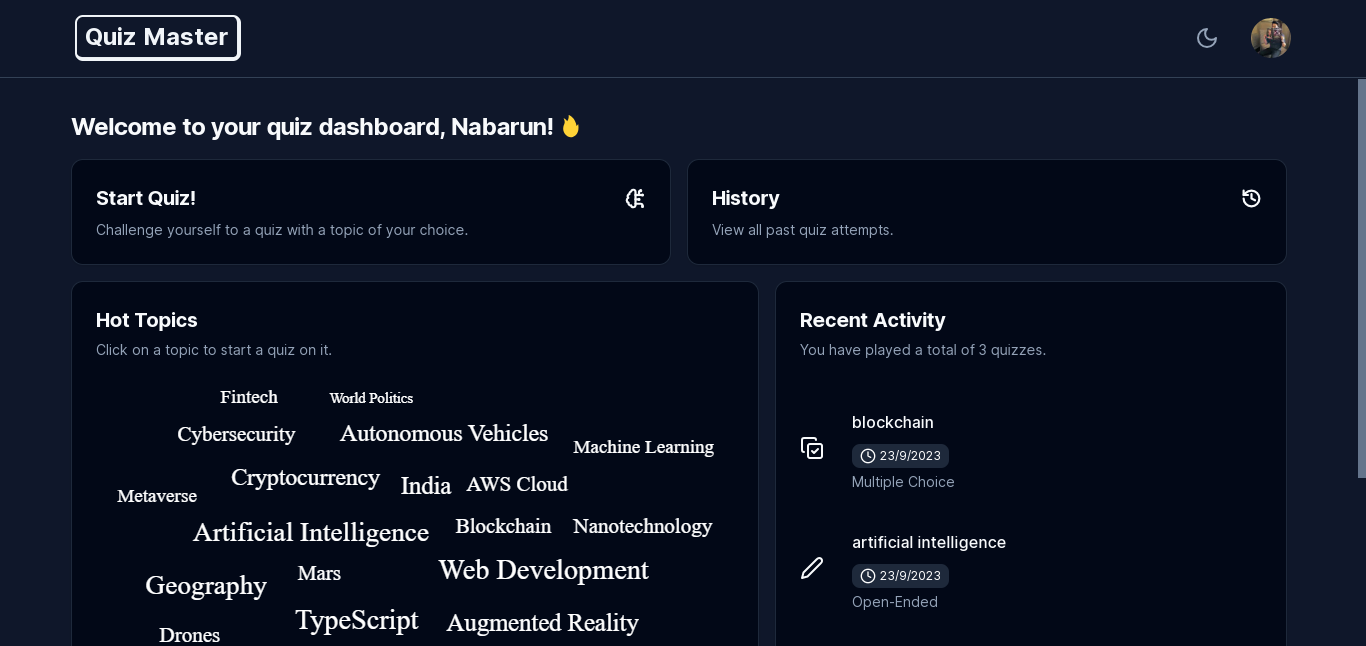 Quiz Master
Welcome to your quiz dashboard, Nabarun!
Start Quiz!
Challenge yourself to a quiz with a topic of your choice.
History
View all past quiz attempts.
Hot Topics
Click on a topic to start a quiz on it.
Fintech World Politics
Cybersecurity Autonomous Vehicles
Machine Learning
Cryptocurrency India AWS Cloud
Metaverse
Artificial Intelligence Blockchain Nanotechnology
Mars Web Development
Geography
TypeScript Augmented Reality
Drones
Recent Activity
You have played a total of 3 quizzes.
blockchain
23/9/2023
Multiple Choice
artificial intelligence
23/9/2023
Open-Ended